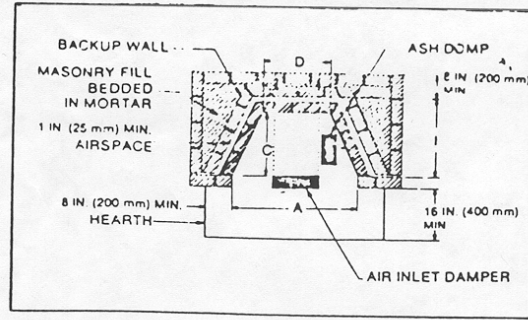 BACKUP WALL
D
ASH DOMP
MASONRY FILL
BEDDED
IN MORTAR
8 IN (200 mm)
MIN
1 IN (25 mm) MIN.
AIRSPACE
C
8 IN. (200 mm) MIN.
HEARTH
A
16 IN. (400 mm)
MIN
AIR INLET DAMPER